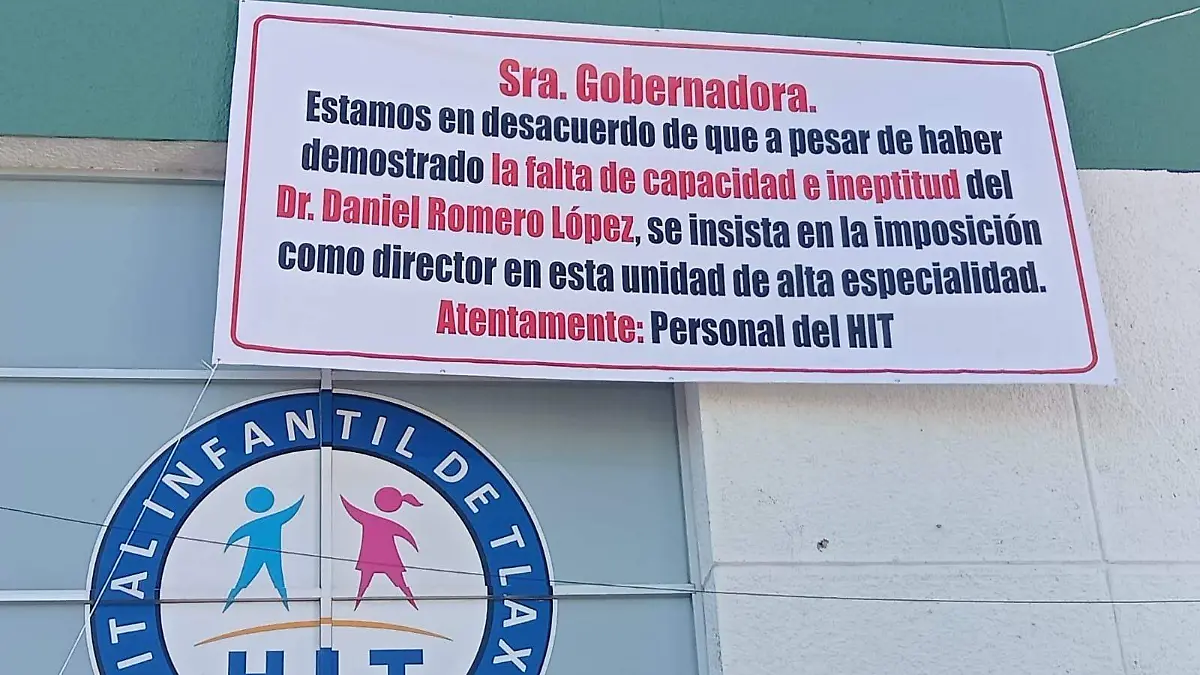 Sra. Gobernadora.
Estamos en desacuerdo de que a pesar de haber
demostrado la falta de capacidad e ineptitud del
Dr. Daniel Romero López, se insista en la imposición
como director en esta unidad de alta especialidad.
Atentamente: Personal del HIT
ITAL INFANTIL DE TLAX
HIT